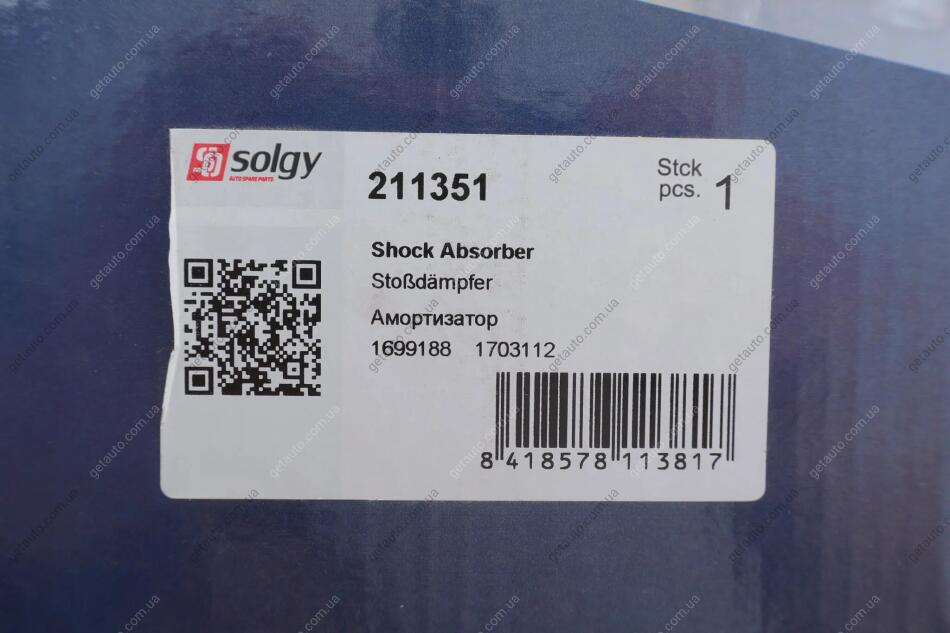 solgy
AUTO SPARE PARTS
211351
Stck
pcs. 1
Shock Absorber
Stoßdämpfer
Амортизатор
1699188 1703112
8 418578 113817
getauto.com.ua